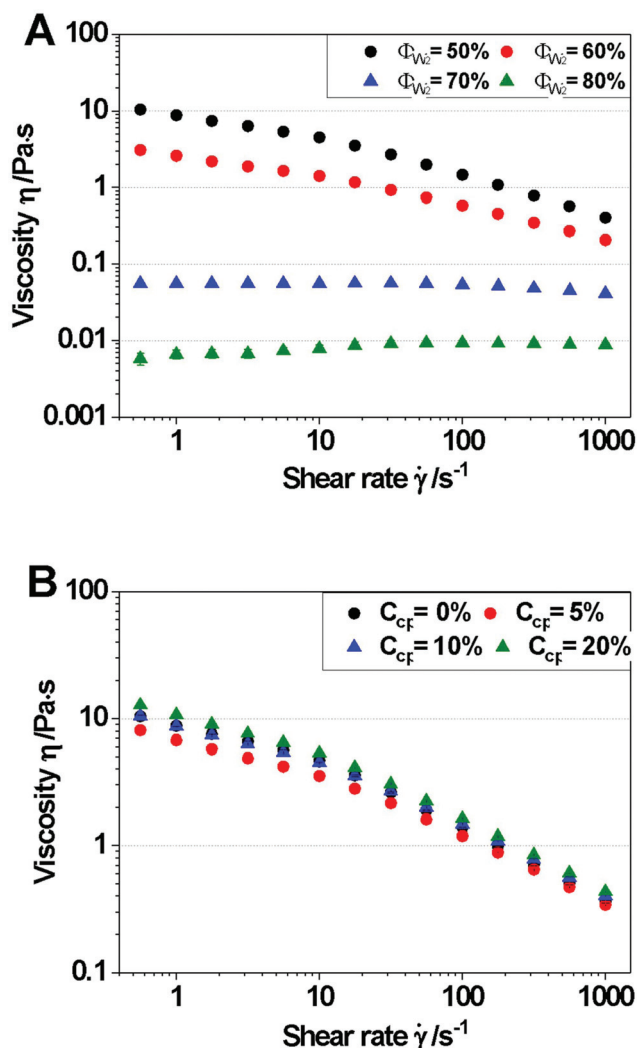 A
Φw₂=50% Φw₂=60%
Φw₂=70% Φw₂=80%
100
10
1
0.1
0.01
0.001
Viscosity η/Pa·s
1 10 100 1000
Shear rate γ̇ /s⁻¹
B
Ccp= 0% Ccp= 5%
Ccp= 10% Ccp= 20%
100
10
1
0.1
Viscosity η/Pa·s
1 10 100 1000
Shear rate γ̇ /s⁻¹